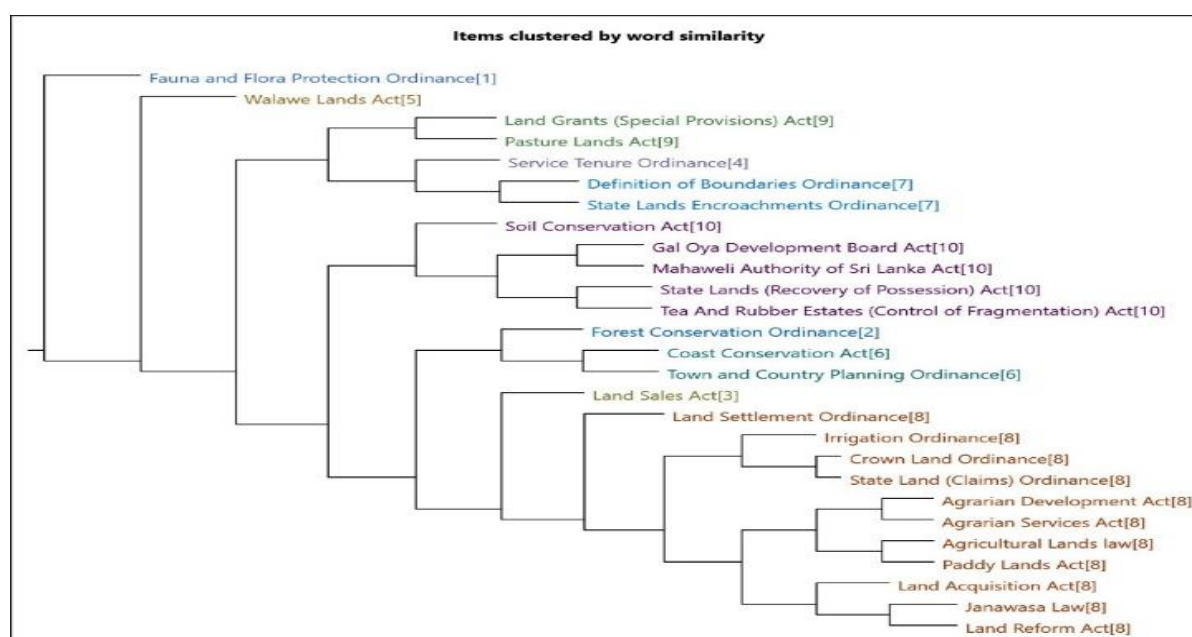 Items clustered by word similarity
Fauna and Flora Protection Ordinance[1]
Walawe Lands Act[5]
Land Grants (Special Provisions) Act[9]
Pasture Lands Act[9]
Service Tenure Ordinance[4]
Definition of Boundaries Ordinance[7]
State Lands Encroachments Ordinance[7]
Soil Conservation Act[10]
Gal Oya Development Board Act[10]
Mahaweli Authority of Sri Lanka Act[10]
State Lands (Recovery of Possession) Act[10]
Tea And Rubber Estates (Control of Fragmentation) Act[10]
Forest Conservation Ordinance[2]
Coast Conservation Act[6]
Town and Country Planning Ordinance[6]
Land Sales Act[3]
Land Settlement Ordinance[8]
Irrigation Ordinance[8]
Crown Land Ordinance[8]
State Land (Claims) Ordinance[8]
Agrarian Development Act[8]
Agrarian Services Act[8]
Agricultural Lands law[8]
Paddy Lands Act[8]
Land Acquisition Act[8]
Janawasa Law[8]
Land Reform Act[8]